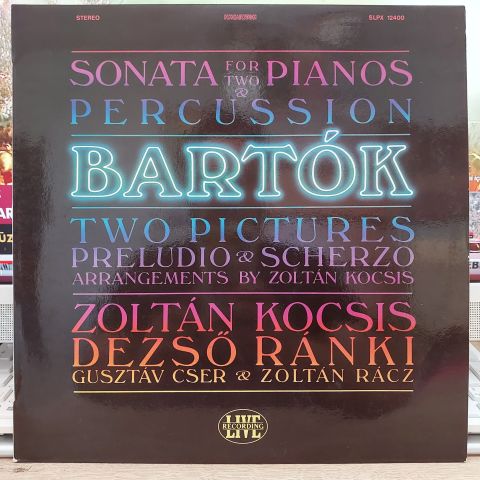 STEREO
HUNGAROTON
SLPX 12400
SONATA FOR TWO & PIANOS
PERCUSSION
BARTÓK
TWO PICTURES
PRELUDIO & SCHERZO
ARRANGEMENTS BY ZOLTÁN KOCSIS
ZOLTÁN KOCSIS
DEZSŐ RÁNKI
GUSZTÁV CSER & ZOLTÁN RÁCZ
LIVE
RECORDING